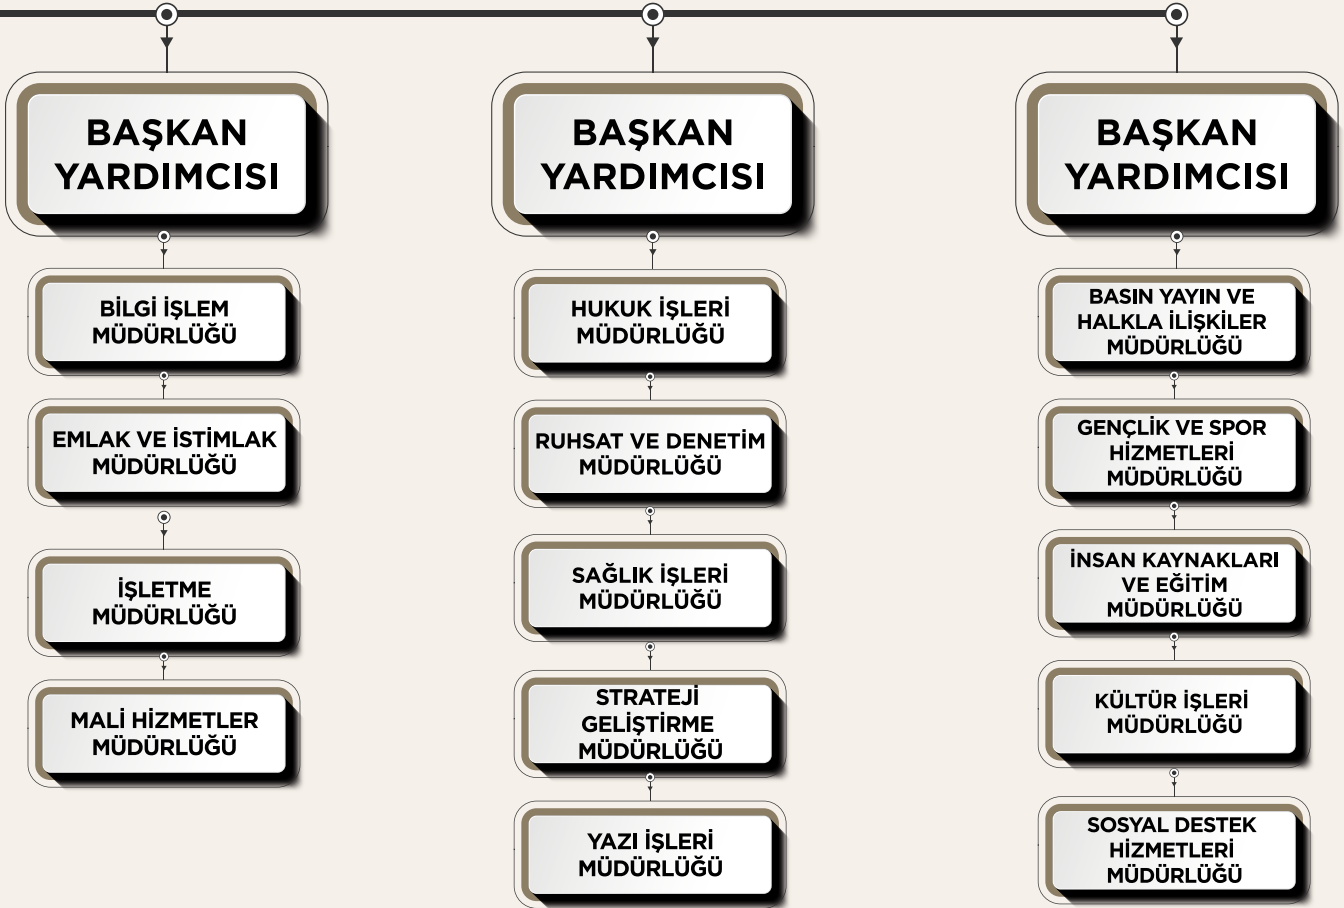 BAŞKAN
YARDIMCISI
BİLGİ İŞLEM
MÜDÜRLÜĞÜ
EMLAK VE İSTİMLAK
MÜDÜRLÜĞÜ
İŞLETME
MÜDÜRLÜĞÜ
MALİ HİZMETLER
MÜDÜRLÜĞÜ
BAŞKAN
YARDIMCISI
HUKUK İŞLERİ
MÜDÜRLÜĞÜ
RUHSAT VE DENETİM
MÜDÜRLÜĞÜ
SAĞLIK İŞLERİ
MÜDÜRLÜĞÜ
STRATEJİ
GELİŞTİRME
MÜDÜRLÜĞÜ
YAZI İŞLERİ
MÜDÜRLÜĞÜ
BAŞKAN
YARDIMCISI
BASIN YAYIN VE
HALKLA İLİŞKİLER
MÜDÜRLÜĞÜ
GENÇLİK VE SPOR
HİZMETLERİ
MÜDÜRLÜĞÜ
İNSAN KAYNAKLARI
VE EĞİTİM
MÜDÜRLÜĞÜ
KÜLTÜR İŞLERİ
MÜDÜRLÜĞÜ
SOSYAL DESTEK
HİZMETLERİ
MÜDÜRLÜĞÜ